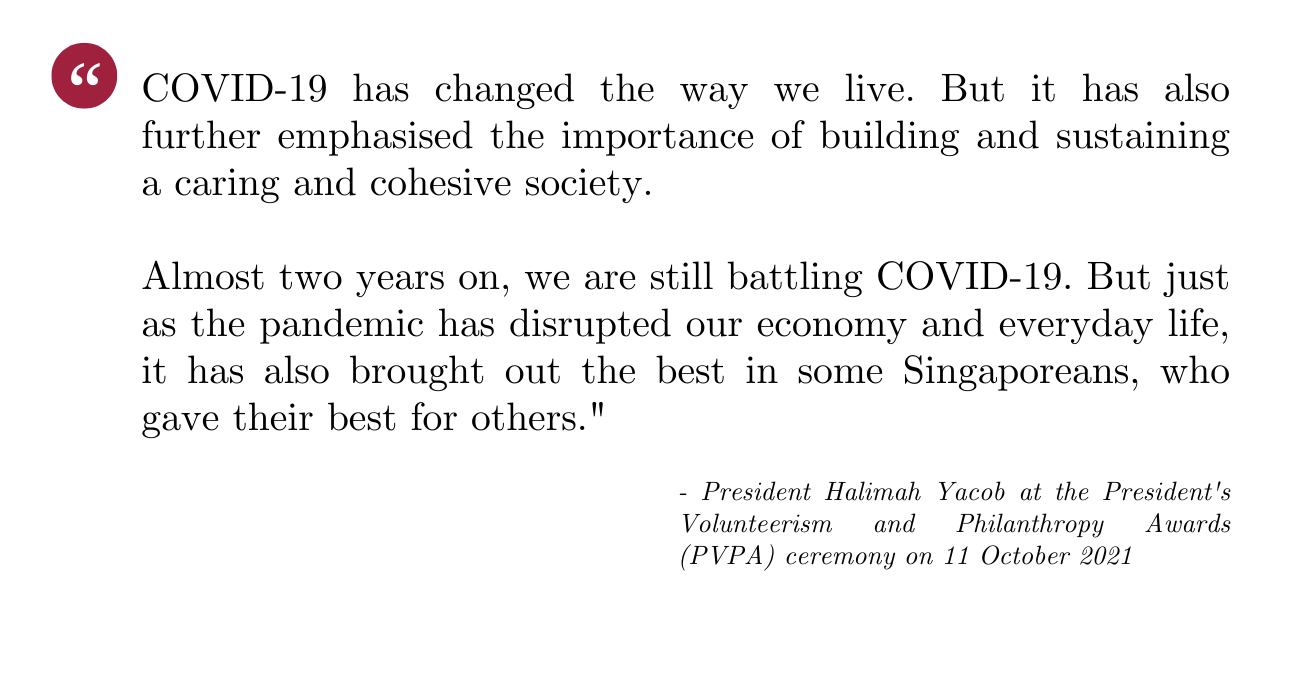 “
COVID-19 has changed the way we live. But it has also
further emphasised the importance of building and sustaining
a caring and cohesive society.
Almost two years on, we are still battling COVID-19. But just
as the pandemic has disrupted our economy and everyday life,
it has also brought out the best in some Singaporeans, who
gave their best for others."
- President Halimah Yacob at the President's
Volunteerism and Philanthropy Awards
(PVPA) ceremony on 11 October 2021